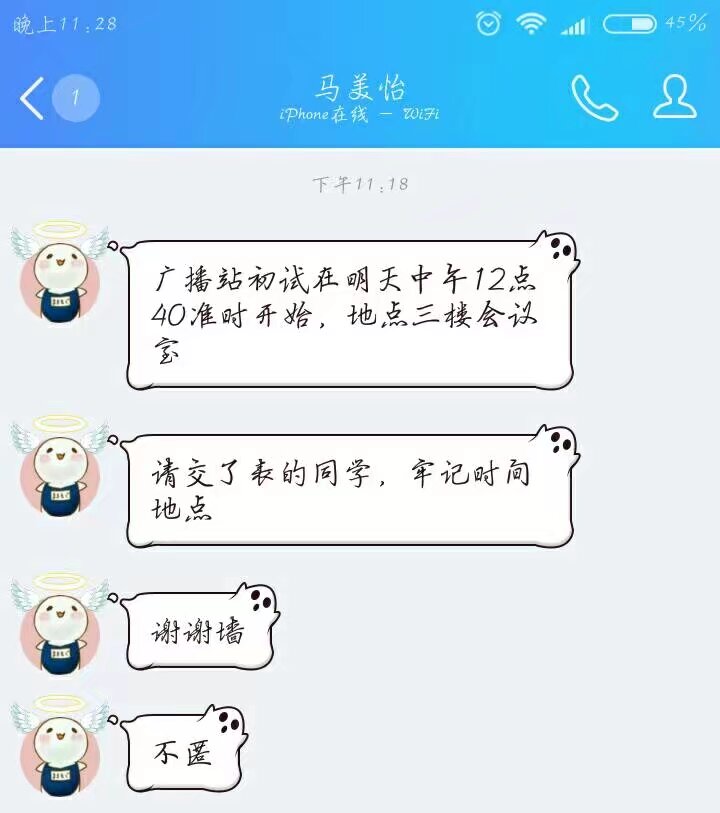 晚上11:28
45%
1
马美怡
iPhone在线 - WiFi
下午11:18
广播站初试在明天中午12点
40准时开始，地点三楼会议
室
请交了表的同学，牢记时间
地点
谢谢墙
不匿